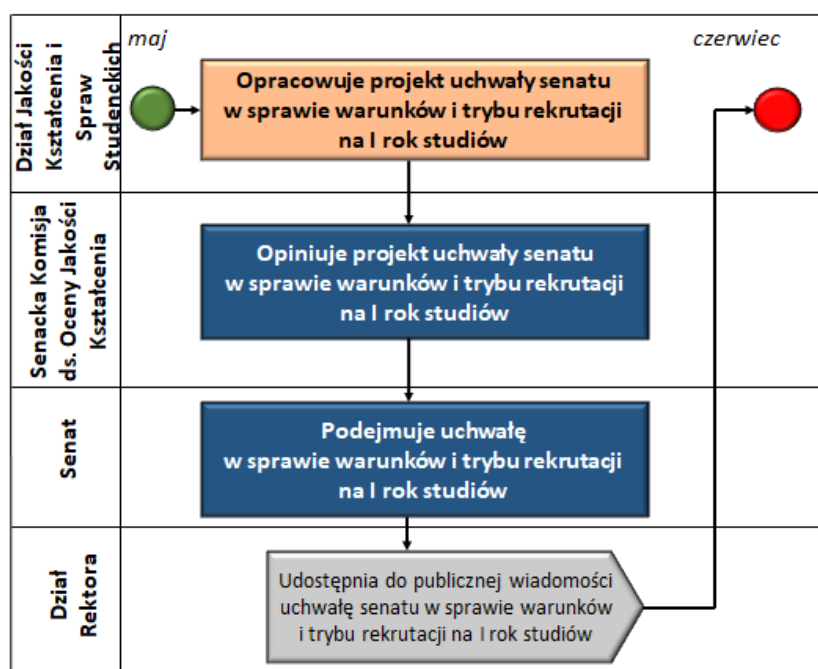 Dział Jakości
Kształcenia i
Spraw
Studenckich
maj
czerwiec
Opracowuje projekt uchwały senatu
w sprawie warunków i trybu rekrutacji
na I rok studiów
Senacka Komisja
ds. Oceny Jakości
Kształcenia
Opiniuje projekt uchwały senatu
w sprawie warunków i trybu rekrutacji
na I rok studiów
Senat
Podejmuje uchwałę
w sprawie warunków i trybu rekrutacji
na I rok studiów
Dział
Rektora
Udostępnia do publicznej wiadomości
uchwałę senatu w sprawie warunków
i trybu rekrutacji na I rok studiów